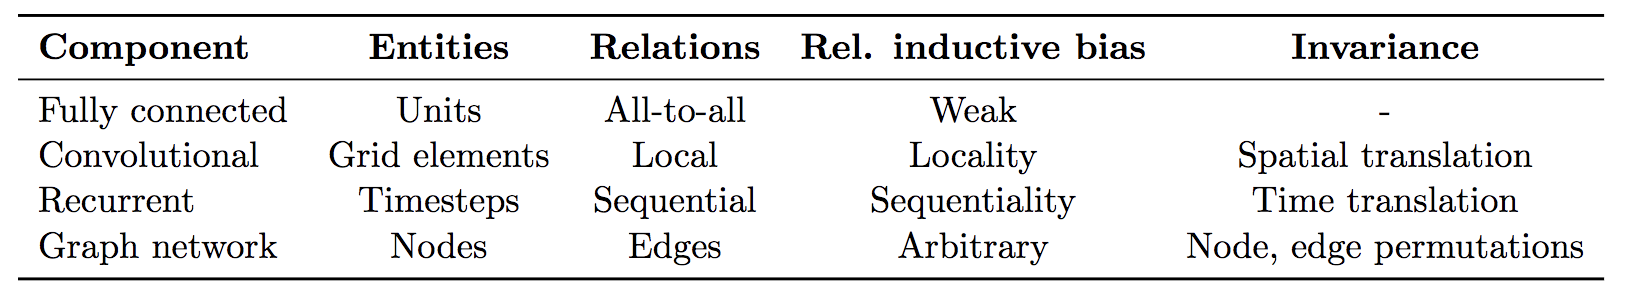 Component Entities Relations Rel. inductive bias Invariance
Fully connected Units All-to-all Weak -
Convolutional Grid elements Local Locality Spatial translation
Recurrent Timesteps Sequential Sequentiality Time translation
Graph network Nodes Edges Arbitrary Node, edge permutations